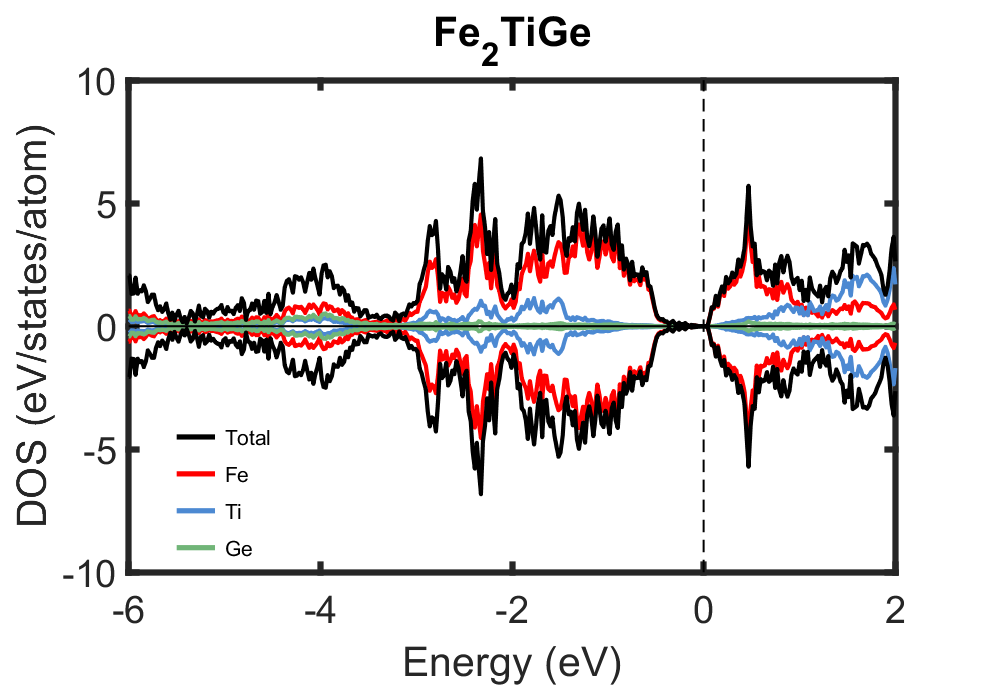 Fe2TiGe
10
5
0
-5
-10
DOS (eV/states/atom)
Total
Fe
Ti
Ge
-6 -4 -2 0 2
Energy (eV)